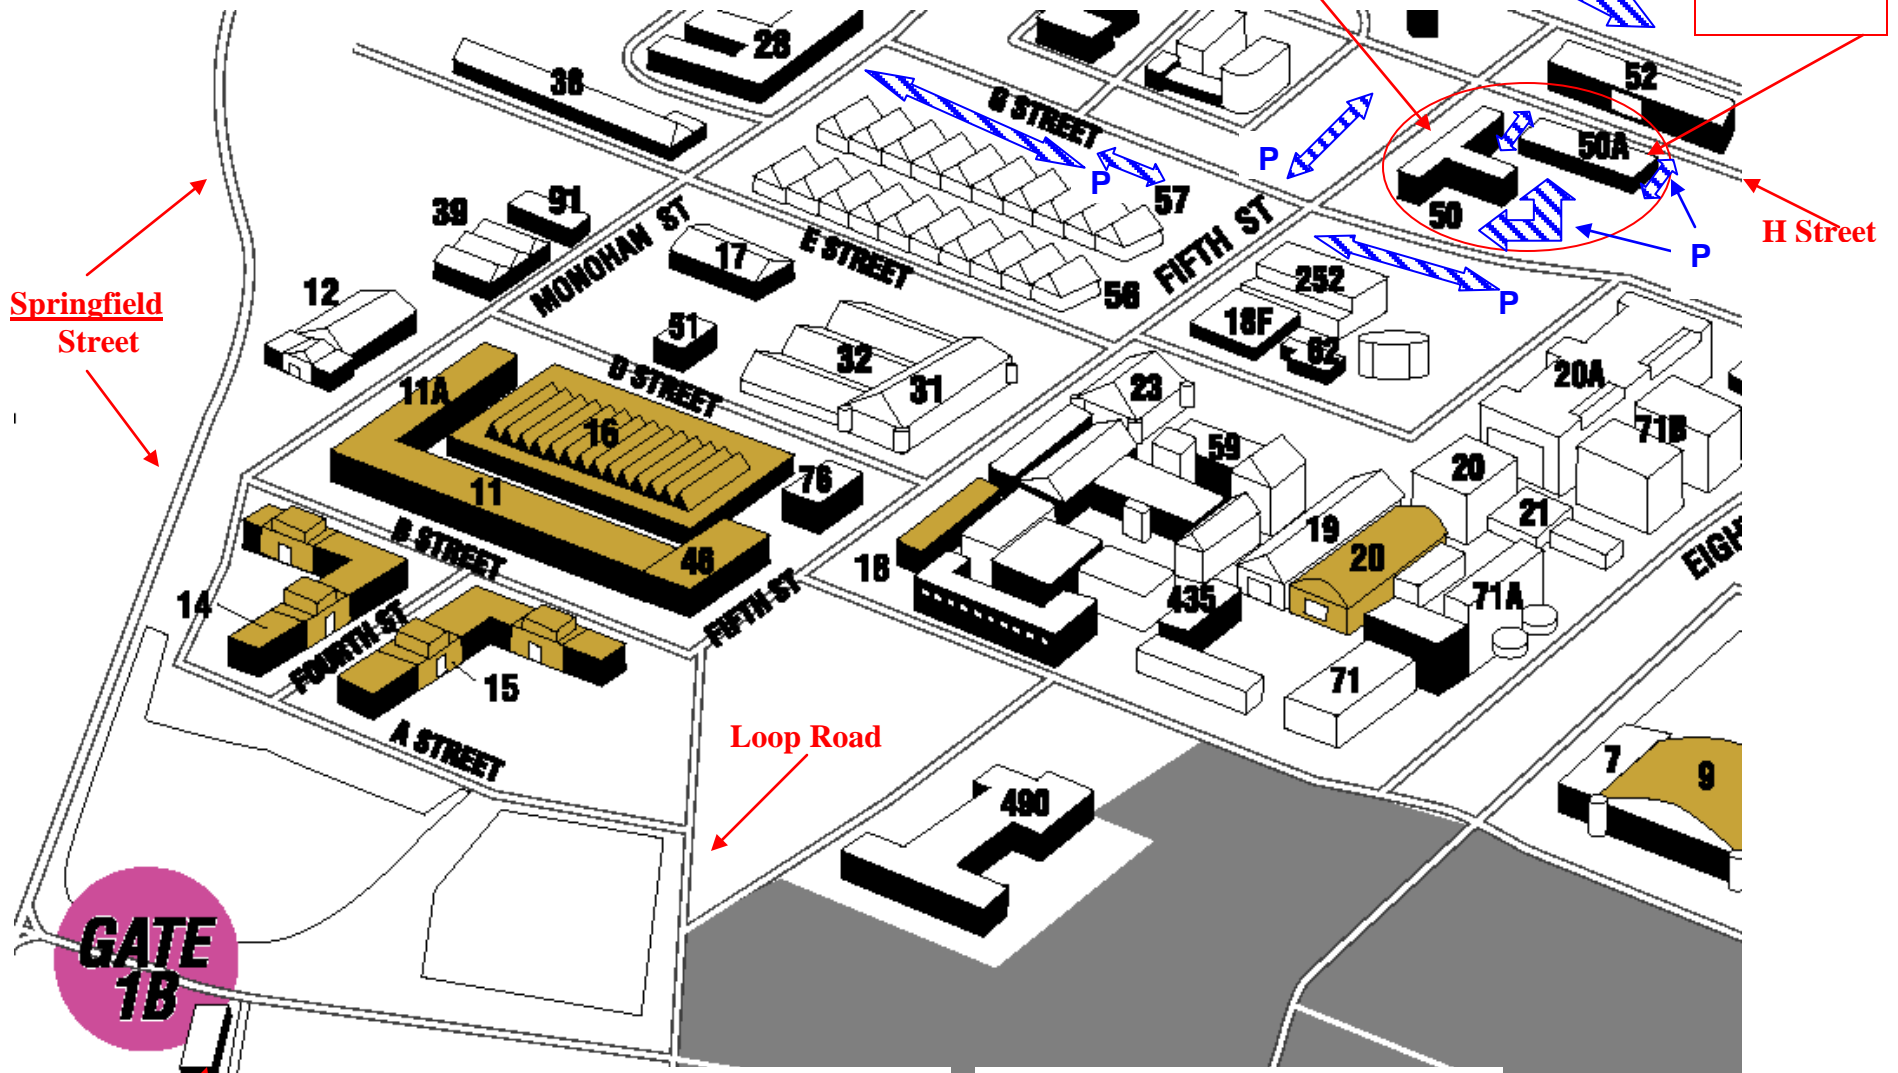 28
38
52
G STREET
50A
P
P
57
91
39
50
H Street
MONOHAN ST
17
E STREET
FIFTH ST
P
252
12
56
P
Springfield
Street
51
18F
32
62
31
23
20A
D STREET
11A
16
71B
59
76
20
11
21
19
B STREET
46
18
20
EIGH
14
435
71A
FIFTH ST
FOURTH ST
15
71
A STREET
Loop Road
7
9
490
GATE
1B